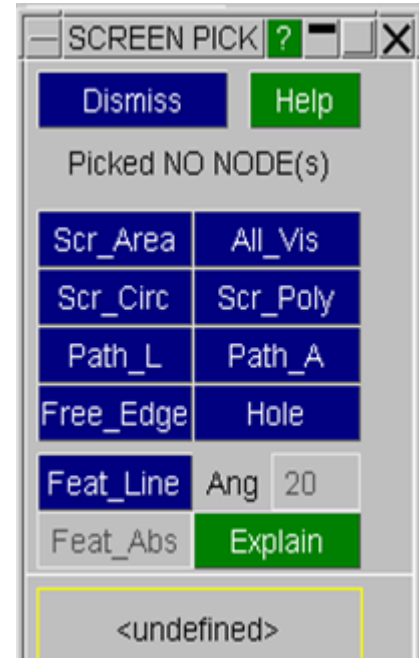 SCREEN PICK ?
Dismiss Help
Picked NO NODE(s)
Scr_Area All_Vis
Scr_Circ Scr_Poly
Path_L Path_A
Free_Edge Hole
Feat_Line Ang 20
Feat_Abs Explain
<undefined>